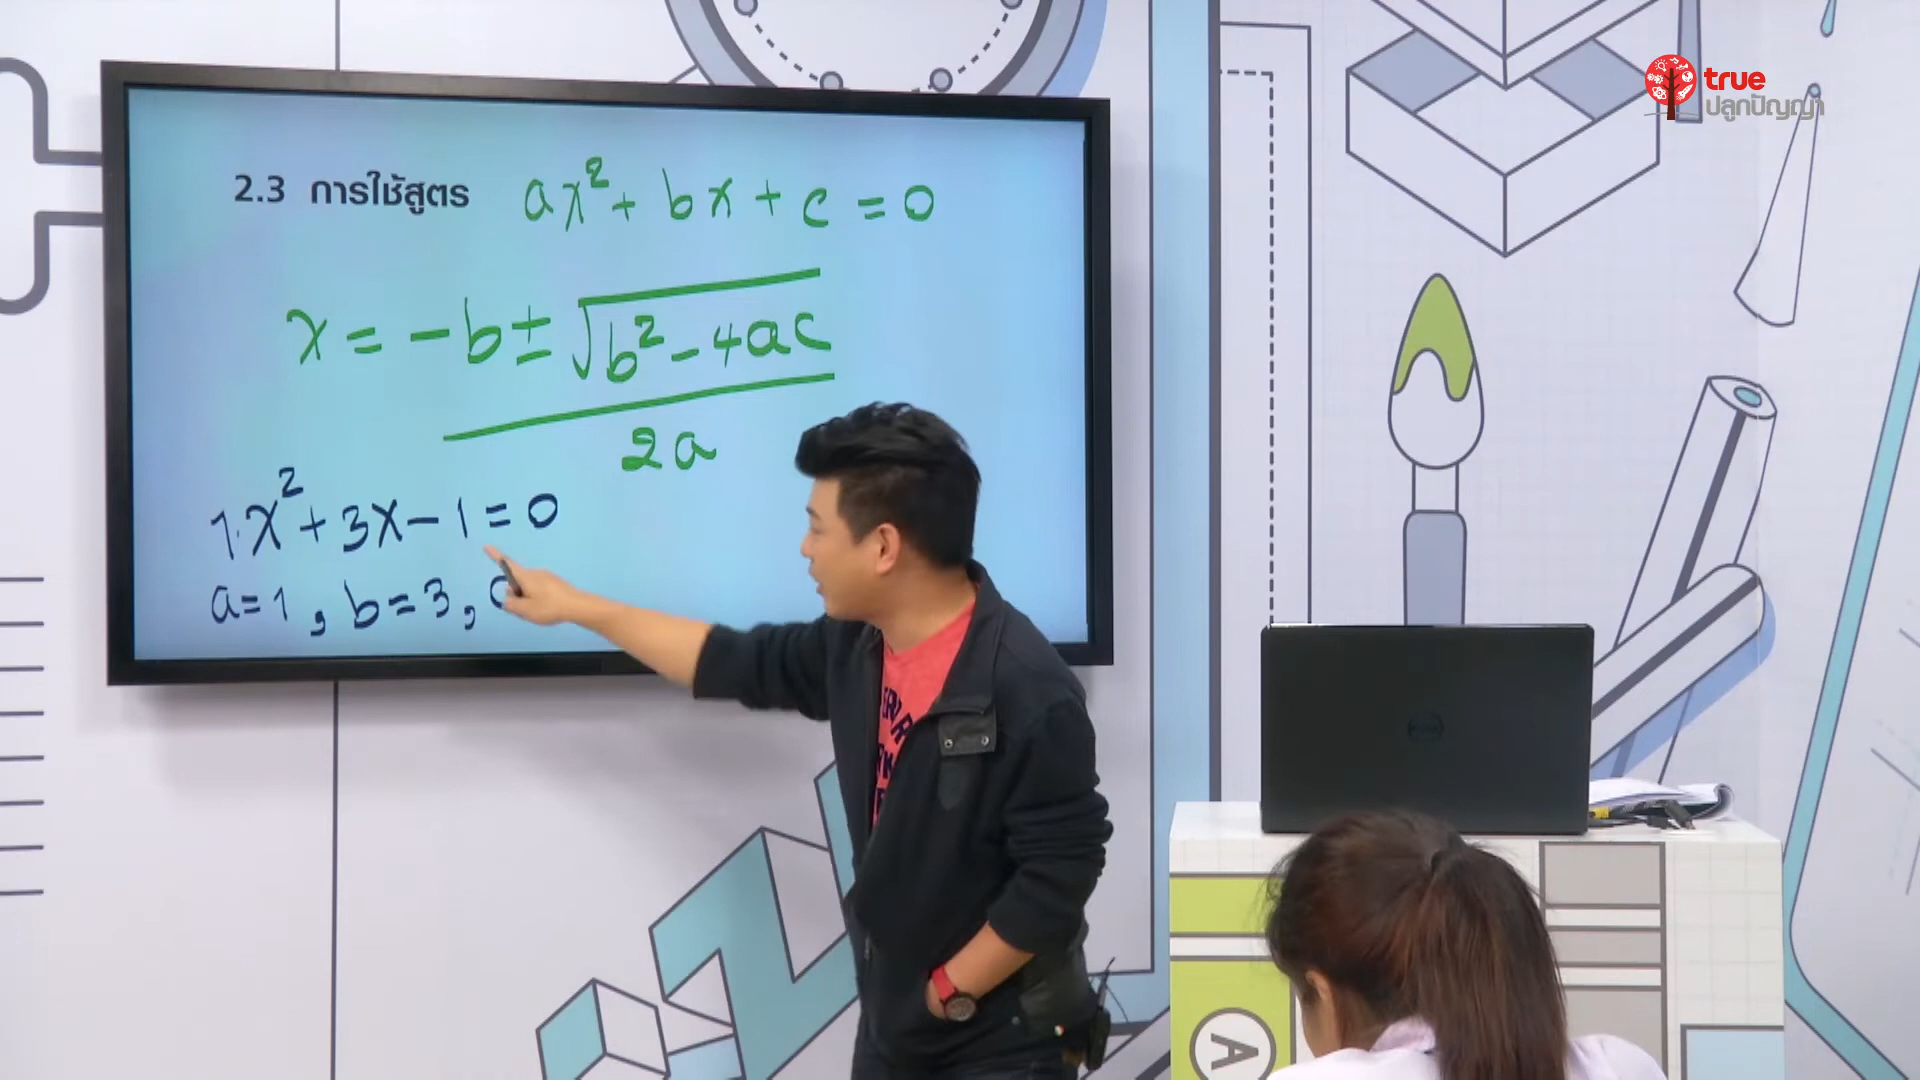 true
ปลูกปัญญา
2.3 การใช้สูตร ax² + bx + c = 0
x = -b ± √b² - 4ac
2a
1·x² + 3x - 1 = 0
a = 1 , b = 3 , c
A